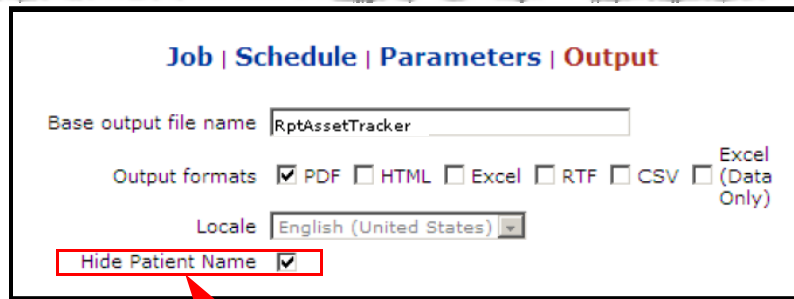 Job | Schedule | Parameters | Output
Base output file name RptAssetTracker
Output formats PDF HTML Excel RTF CSV Excel (Data Only)
Locale English (United States)
Hide Patient Name